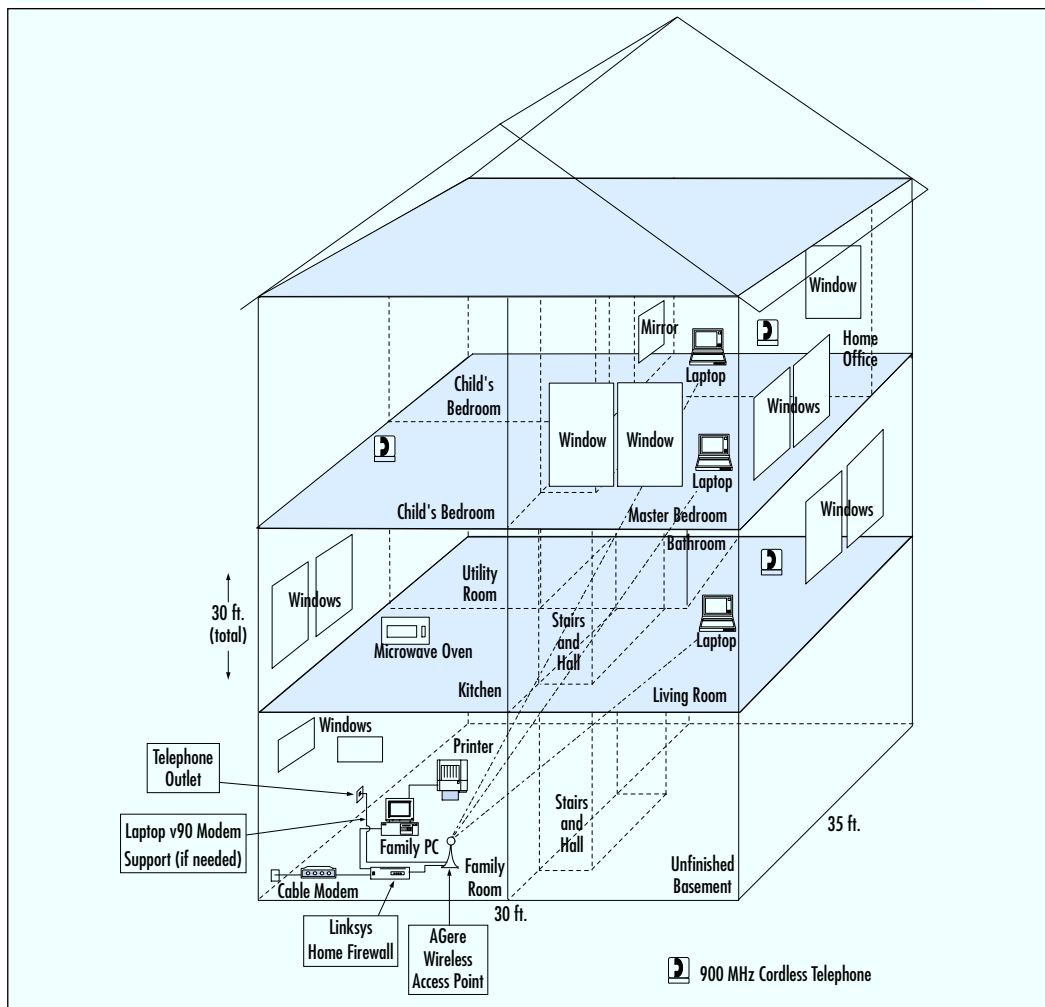 Window
Mirror
Home
Office
Laptop
Child's
Bedroom
Windows
Window
Window
Laptop
Child's Bedroom
Master Bedroom
Windows
Bathroom
Utility
Room
30 ft.
(total)
Windows
Stairs
and
Hall
Microwave Oven
Laptop
Kitchen
Living Room
Windows
Printer
Telephone
Outlet
Stairs
and
Hall
35 ft.
Laptop v90 Modem
Support (if needed)
Family PC
Family
Room
Unfinished
Basement
Cable Modem
30 ft.
Linksys
Home Firewall
AGere
Wireless
Access Point
900 MHz Cordless Telephone